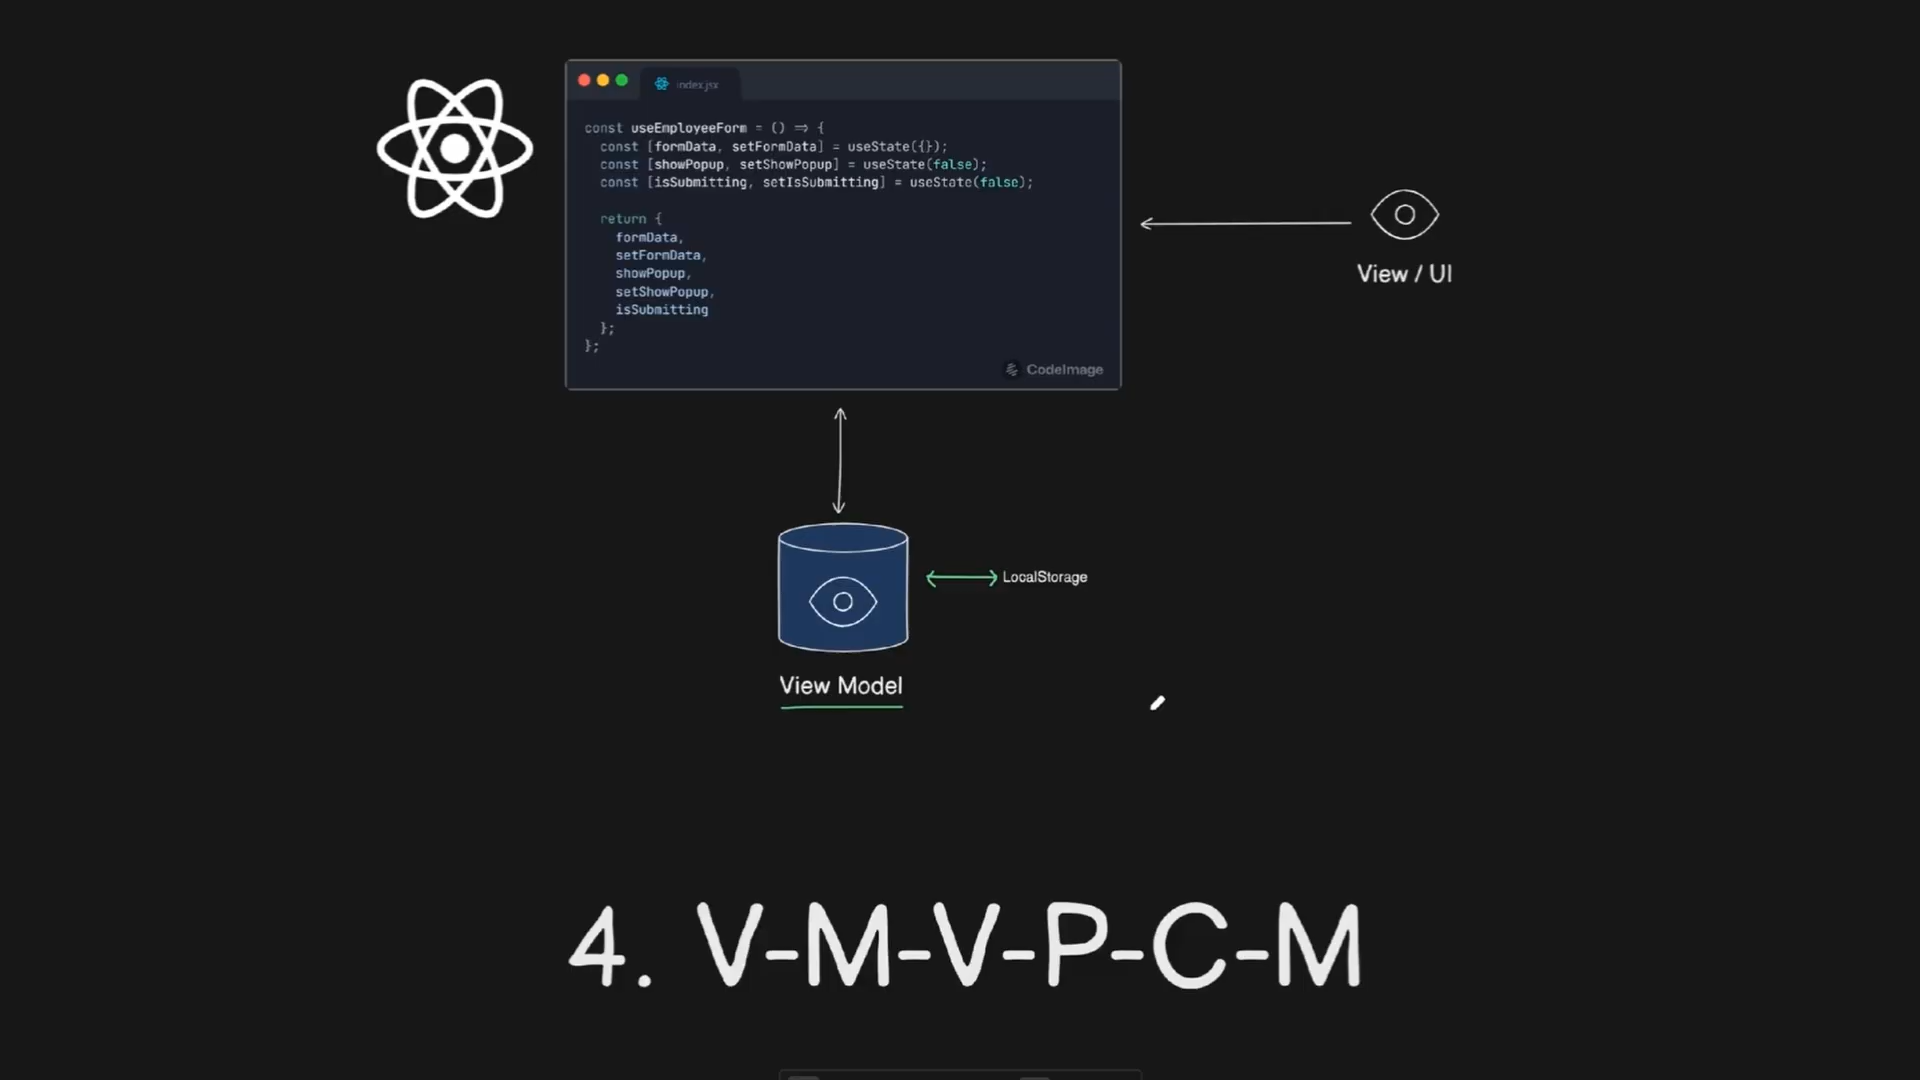 index.jsx
const useEmployeeForm = () => {
const [formData, setFormData] = useState({});
const [showPopup, setShowPopup] = useState(false);
const [isSubmitting, setIsSubmitting] = useState(false);
return {
formData,
setFormData,
showPopup,
setShowPopup,
isSubmitting
};
};
CodeImage
View / UI
LocalStorage
View Model
4. V-M-V-P-C-M